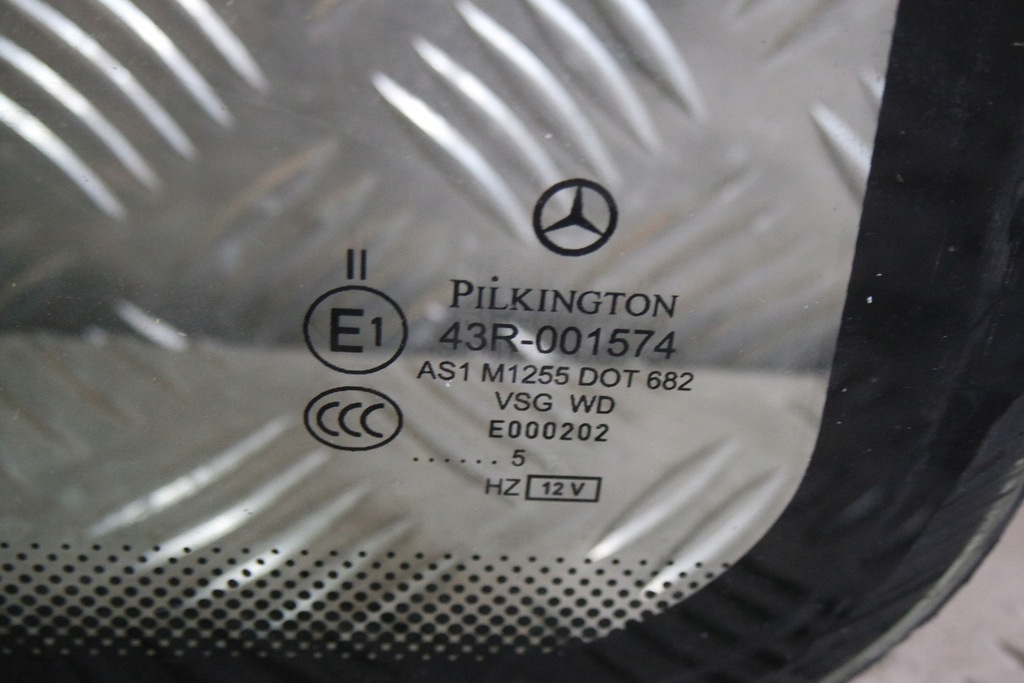 II
E1
CCC
PILKINGTON
43R-001574
AS1 M1255 DOT 682
VSG WD
E000202
......5
HZ 12 V